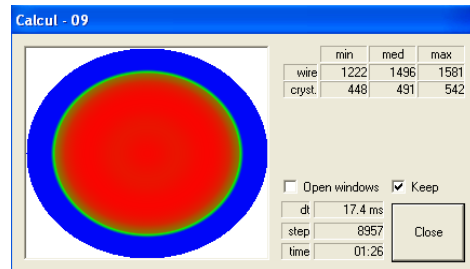 Calcul - 09
min med max
wire 1222 1496 1581
cryst. 448 491 542
Open windows Keep
dt 17.4 ms
step 8957
Close
time 01:26